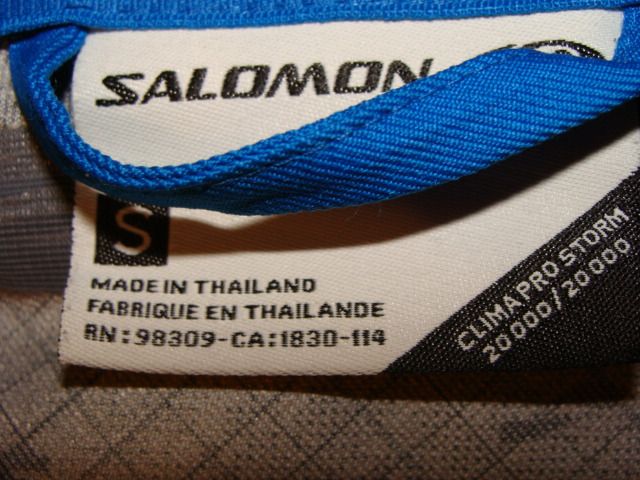 SALOMON
S
MADE IN THAILAND
FABRIQUE EN THAILANDE
RN:98309-CA:1830-114
CLIMAPRO STORM
20000/20000